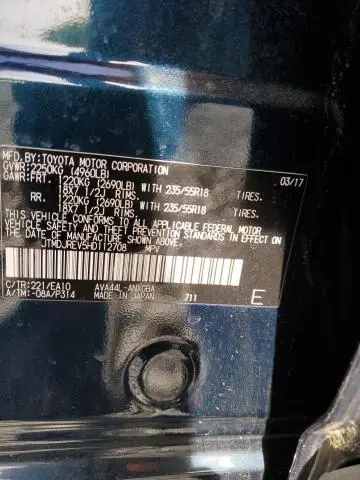 MFD.BY:TOYOTA MOTOR CORPORATION 03/17
GVWR:2250KG (4960LB)
GAWR:FRT. 1220KG (2690LB) WITH 235/55R18 TIRES.
18X7 1/2J RIMS.
RR. 1220KG (2690LB) WITH 235/55R18 TIRES.
18X7 1/2J RIMS.
THIS VEHICLE CONFORMS TO ALL APPLICABLE FEDERAL MOTOR
VEHICLE SAFETY STANDARDS IN EFFECT ON
THE DATE OF MANUFACTURE SHOWN ABOVE.
JTMDJREV5HD112708 MPV
C/TR:221/EA10 AVA44L-ANXGBA
A/TM:-08A/P314 MADE IN JAPAN 711 E